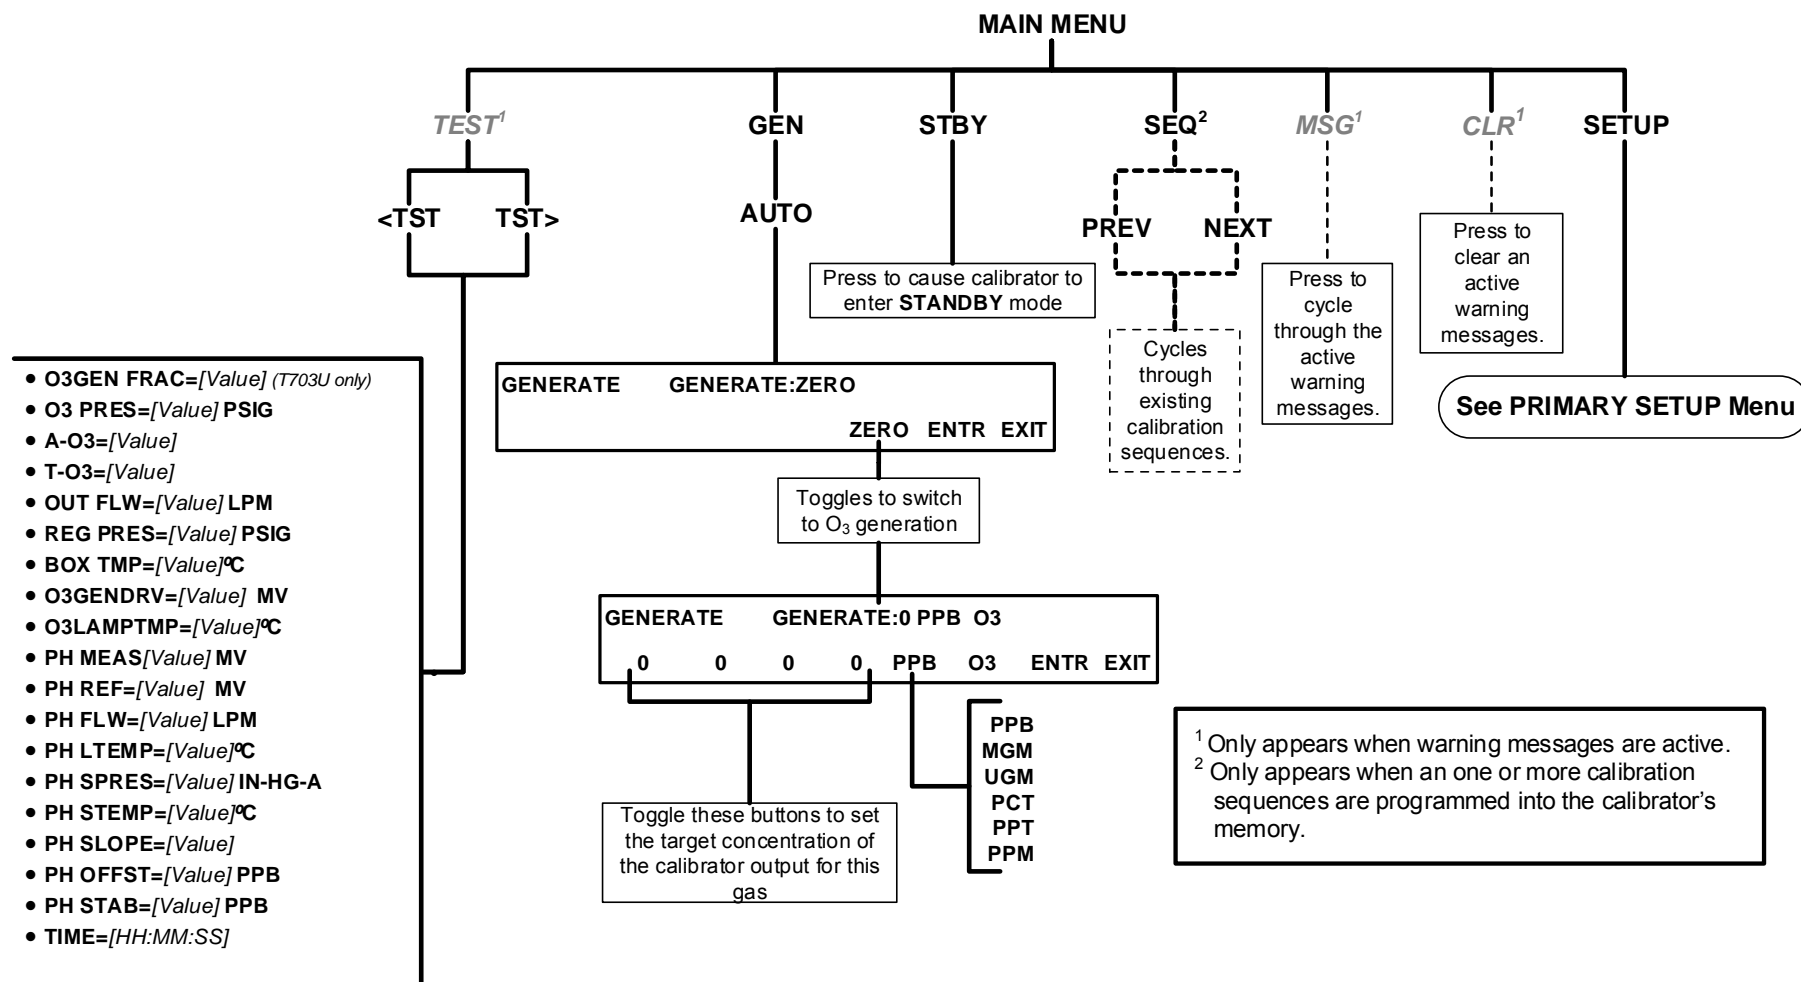 MAIN MENU
TEST¹ GEN STBY SEQ² MSG¹ CLR¹ SETUP
<TST TST>
AUTO
PREV NEXT
Press to cause calibrator to
enter STANDBY mode
Cycles
through
existing
calibration
sequences.
Press to
cycle
through the
active
warning
messages.
Press to
clear an
active
warning
messages.
See PRIMARY SETUP Menu
• O3GEN FRAC=[Value] (T703U only)
• O3 PRES=[Value] PSIG
• A-O3=[Value]
• T-O3=[Value]
• OUT FLW=[Value] LPM
• REG PRES=[Value] PSIG
• BOX TMP=[Value]ºC
• O3GENDRV=[Value] MV
• O3LAMPTMP=[Value]ºC
• PH MEAS[Value] MV
• PH REF=[Value] MV
• PH FLW=[Value] LPM
• PH LTEMP=[Value]ºC
• PH SPRES=[Value] IN-HG-A
• PH STEMP=[Value]ºC
• PH SLOPE=[Value]
• PH OFFST=[Value] PPB
• PH STAB=[Value] PPB
• TIME=[HH:MM:SS]
GENERATE GENERATE:ZERO
ZERO ENTR EXIT
Toggles to switch
to O₃ generation
GENERATE GENERATE:0 PPB O3
0 0 0 0 PPB O3 ENTR EXIT
PPB
MGM
UGM
PCT
PPT
PPM
Toggle these buttons to set
the target concentration of
the calibrator output for this
gas
¹ Only appears when warning messages are active.
² Only appears when an one or more calibration
sequences are programmed into the calibrator's
memory.